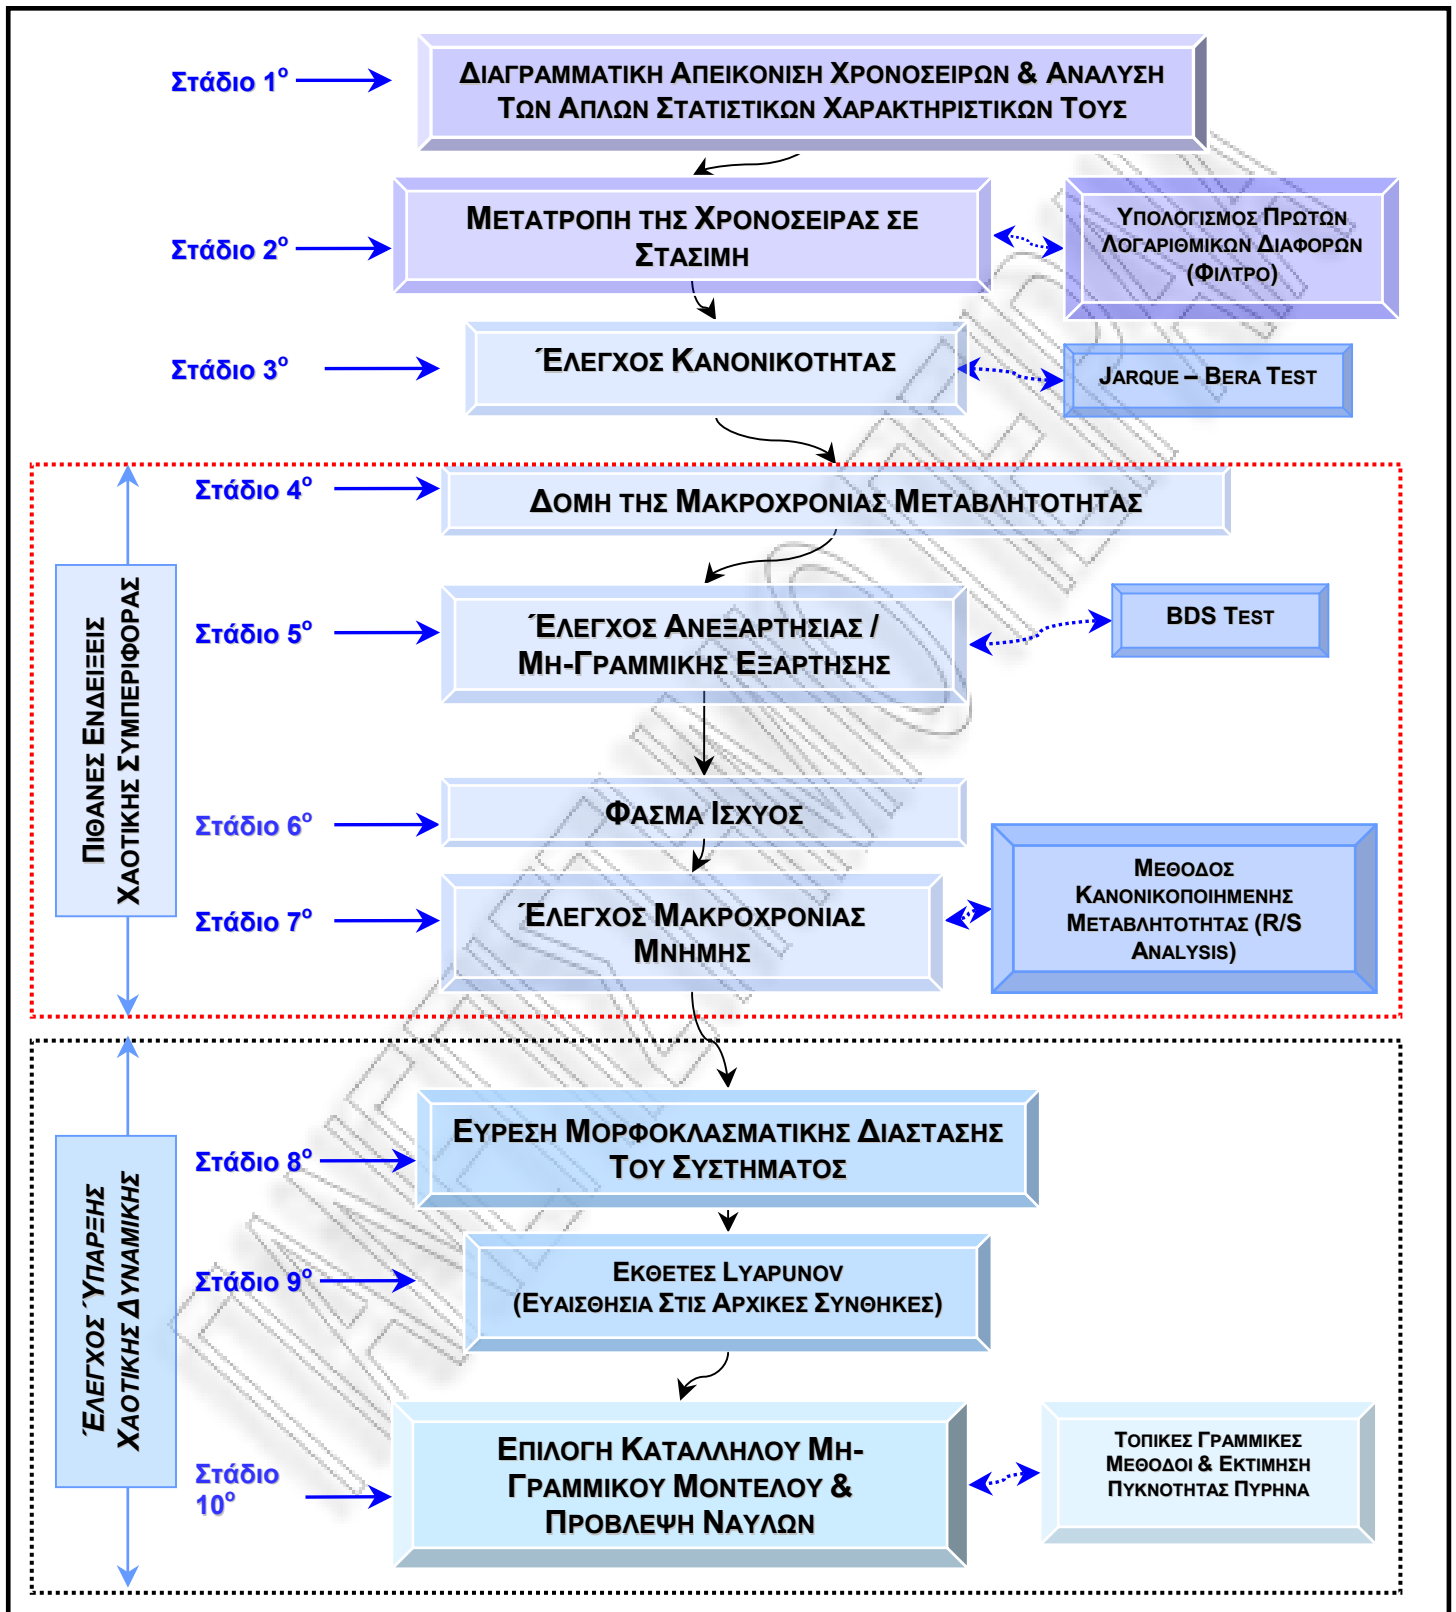 Στάδιο 1ο
ΔΙΑΓΡΑΜΜΑΤΙΚΗ ΑΠΕΙΚΟΝΙΣΗ ΧΡΟΝΟΣΕΙΡΩΝ & ΑΝΑΛΥΣΗ
ΤΩΝ ΑΠΛΩΝ ΣΤΑΤΙΣΤΙΚΩΝ ΧΑΡΑΚΤΗΡΙΣΤΙΚΩΝ ΤΟΥΣ
Στάδιο 2ο
ΜΕΤΑΤΡΟΠΗ ΤΗΣ ΧΡΟΝΟΣΕΙΡΑΣ ΣΕ
ΣΤΑΣΙΜΗ
ΥΠΟΛΟΓΙΣΜΟΣ ΠΡΩΤΩΝ
ΛΟΓΑΡΙΘΜΙΚΩΝ ΔΙΑΦΟΡΩΝ
(ΦΙΛΤΡΟ)
Στάδιο 3ο
ΈΛΕΓΧΟΣ ΚΑΝΟΝΙΚΟΤΗΤΑΣ
JARQUE – BERA TEST
ΠΙΘΑΝΕΣ ΕΝΔΕΙΞΕΙΣ
ΧΑΟΤΙΚΗΣ ΣΥΜΠΕΡΙΦΟΡΑΣ
Στάδιο 4ο
ΔΟΜΗ ΤΗΣ ΜΑΚΡΟΧΡΟΝΙΑΣ ΜΕΤΑΒΛΗΤΟΤΗΤΑΣ
Στάδιο 5ο
ΈΛΕΓΧΟΣ ΑΝΕΞΑΡΤΗΣΙΑΣ /
ΜΗ-ΓΡΑΜΜΙΚΗΣ ΕΞΑΡΤΗΣΗΣ
BDS TEST
Στάδιο 6ο
ΦΑΣΜΑ ΙΣΧΥΟΣ
Στάδιο 7ο
ΈΛΕΓΧΟΣ ΜΑΚΡΟΧΡΟΝΙΑΣ
ΜΝΗΜΗΣ
ΜΕΘΟΔΟΣ
ΚΑΝΟΝΙΚΟΠΟΙΗΜΕΝΗΣ
ΜΕΤΑΒΛΗΤΟΤΗΤΑΣ (R/S
ANALYSIS)
ΈΛΕΓΧΟΣ ΎΠΑΡΞΗΣ
ΧΑΟΤΙΚΗΣ ΔΥΝΑΜΙΚΗΣ
Στάδιο 8ο
ΕΥΡΕΣΗ ΜΟΡΦΟΚΛΑΣΜΑΤΙΚΗΣ ΔΙΑΣΤΑΣΗΣ
ΤΟΥ ΣΥΣΤΗΜΑΤΟΣ
Στάδιο 9ο
ΕΚΘΕΤΕΣ LYAPUNOV
(ΕΥΑΙΣΘΗΣΙΑ ΣΤΙΣ ΑΡΧΙΚΕΣ ΣΥΝΘΗΚΕΣ)
Στάδιο
10ο
ΕΠΙΛΟΓΗ ΚΑΤΑΛΛΗΛΟΥ ΜΗ-
ΓΡΑΜΜΙΚΟΥ ΜΟΝΤΕΛΟΥ &
ΠΡΟΒΛΕΨΗ ΝΑΥΛΩΝ
ΤΟΠΙΚΕΣ ΓΡΑΜΜΙΚΕΣ
ΜΕΘΟΔΟΙ & ΕΚΤΙΜΗΣΗ
ΠΥΚΝΟΤΗΤΑΣ ΠΥΡΗΝΑ
ΠΑΝΕΠΙΣΤΗΜΙΟ ΠΕΙΡΑΙΑ